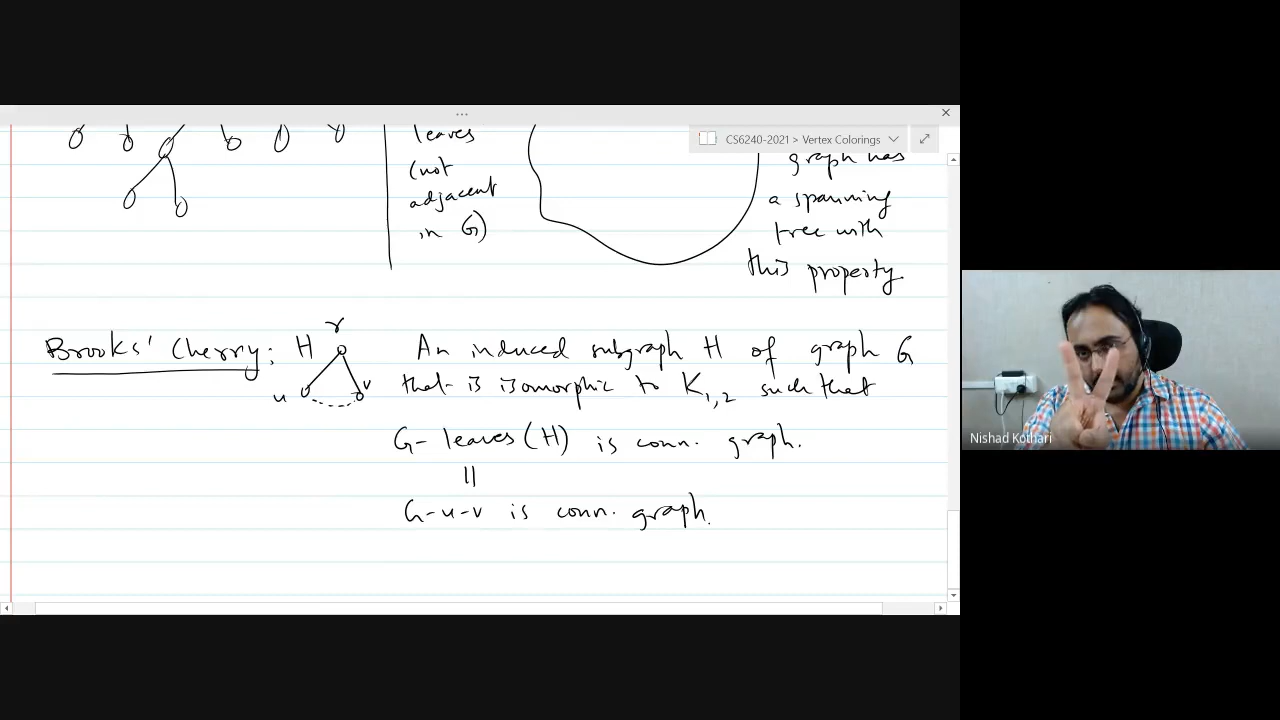 CS6240-2021 > Vertex Colorings
leaves
(not
adjacent
in G)
graph has
a spanning
tree with
this property.
Brooks' Cherry:
H
r
u
v
An induced subgraph H of graph G
that is isomorphic to K1,2 such that
G- leaves (H) is conn. graph.
||
G-u-v is conn. graph.
Nishad Kothari